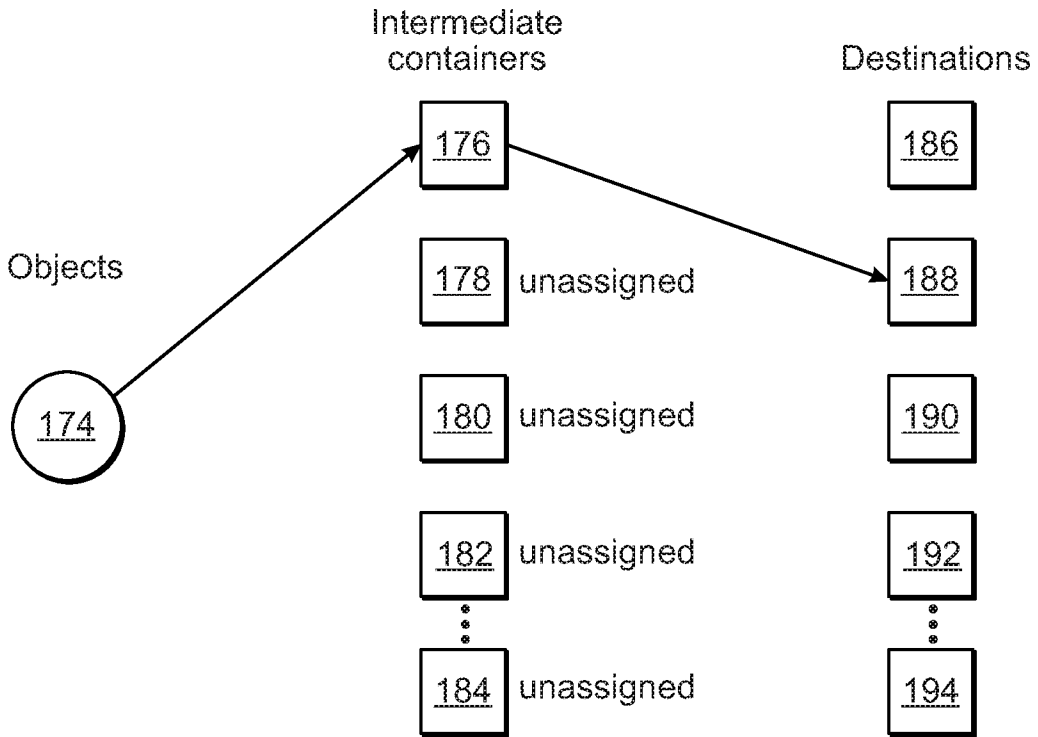 Intermediate
containers
Destinations
176
186
Objects
178 unassigned
188
174
180 unassigned
190
182 unassigned
192
184 unassigned
194